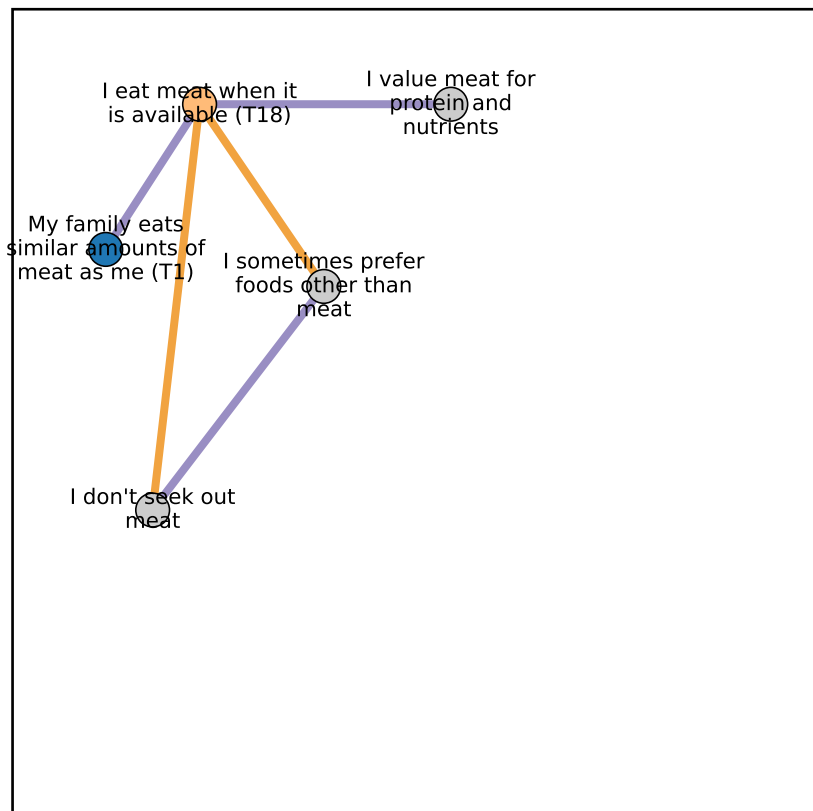 I eat meat when it
is available (T18)
I value meat for
protein and
nutrients
My family eats
similar amounts of
meat as me (T1)
I sometimes prefer
foods other than
meat
I don't seek out
meat